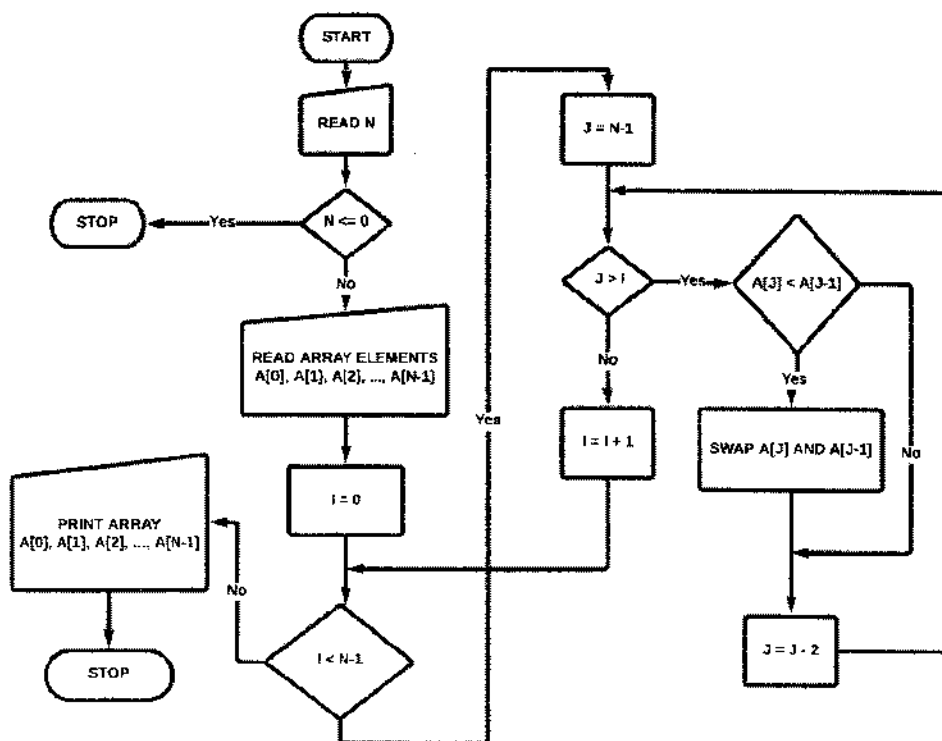 START
READ N
N <= 0
Yes
STOP
No
READ ARRAY ELEMENTS
A[0], A[1], A[2], ..., A[N-1]
I = 0
I < N-1
No
PRINT ARRAY
A[0], A[1], A[2], ...., A[N-1]
STOP
Yes
J = N-1
J > I
Yes
A[J] < A[J-1]
No
I = I + 1
Yes
SWAP A[J] AND A[J-1]
No
J = J - 2